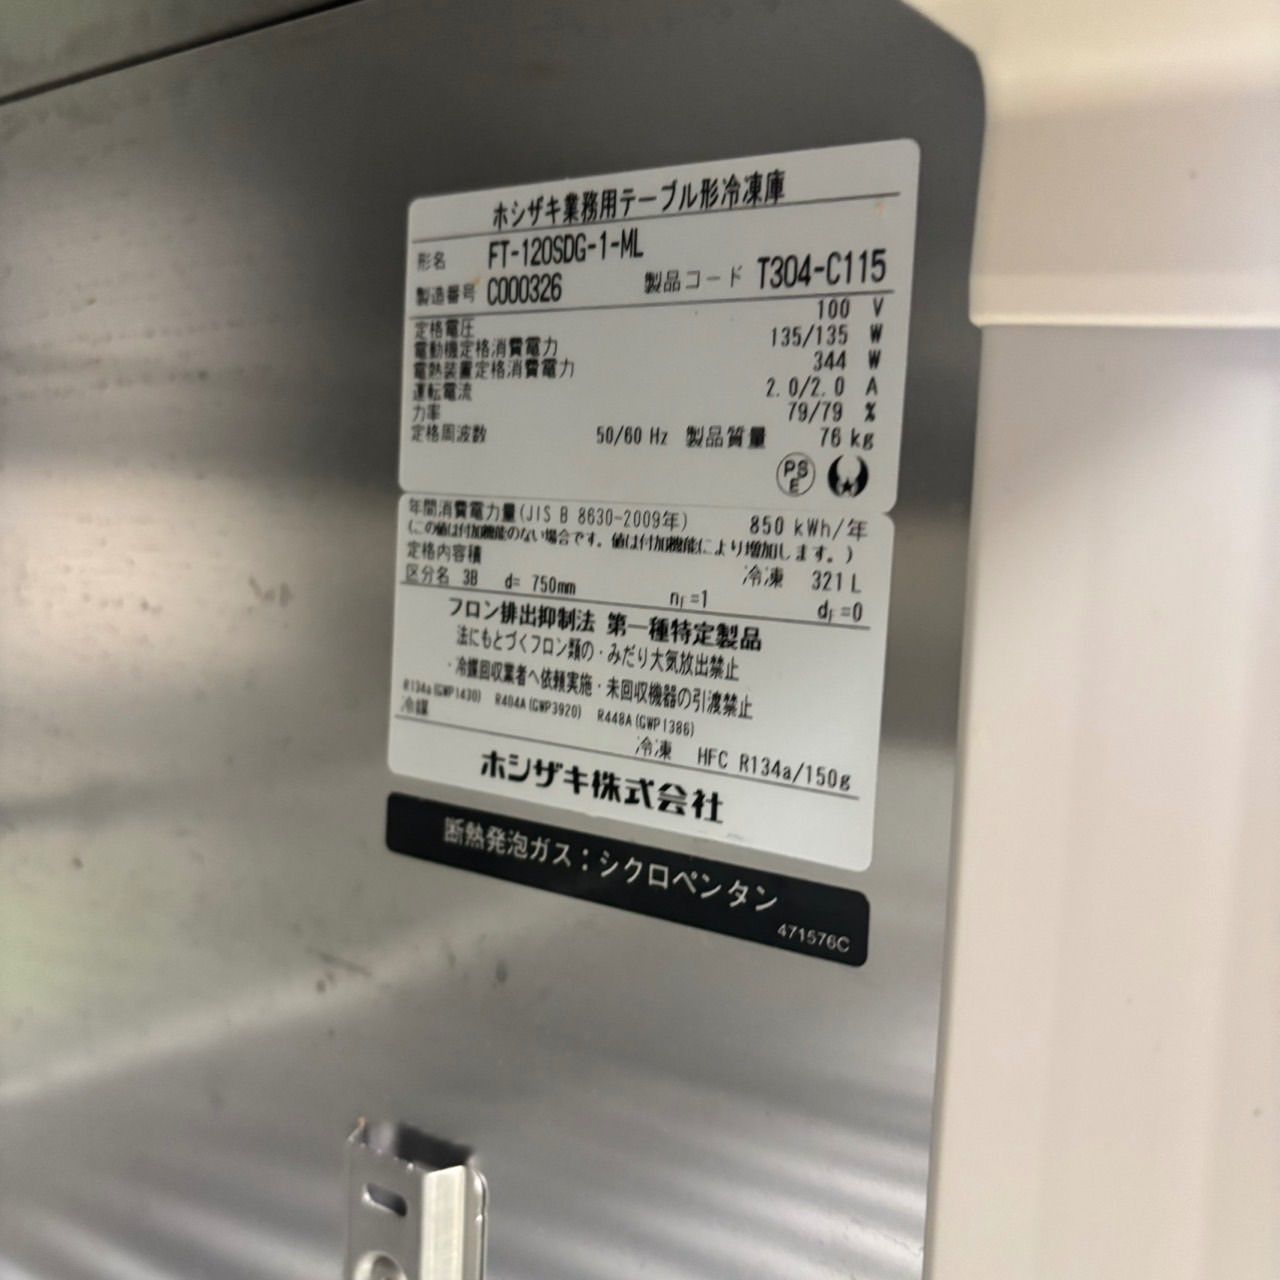 ホシザキ業務用テーブル形冷凍庫
形名 FT-120SDG-1-ML
製造番号 C000326 製品コード T304-C115
定格電圧 100 V
電動機定格消費電力 135/135 W
電熱装置定格消費電力 344 W
運転電流 2.0/2.0 A
力率 79/79 %
定格周波数 50/60 Hz 製品質量 76 kg
PSE
年間消費電力量(JIS B 8630-2009年) 850 kWh/年
(この値は付加機能のない場合です。値は付加機能により増加します。)
定格内容積 冷凍 321 L
区分名 3B d= 750mm nF=1 dF=0
フロン排出抑制法 第一種特定製品
法にもとづくフロン類の・みだり大気放出禁止
・冷媒回収業者へ依頼実施・未回収機器の引渡禁止
R134a(GWP1430) R404A(GWP3920) R448A(GWP1386)
冷媒 冷凍 HFC R134a/150g
ホシザキ株式会社
断熱発泡ガス：シクロペンタン
471576C